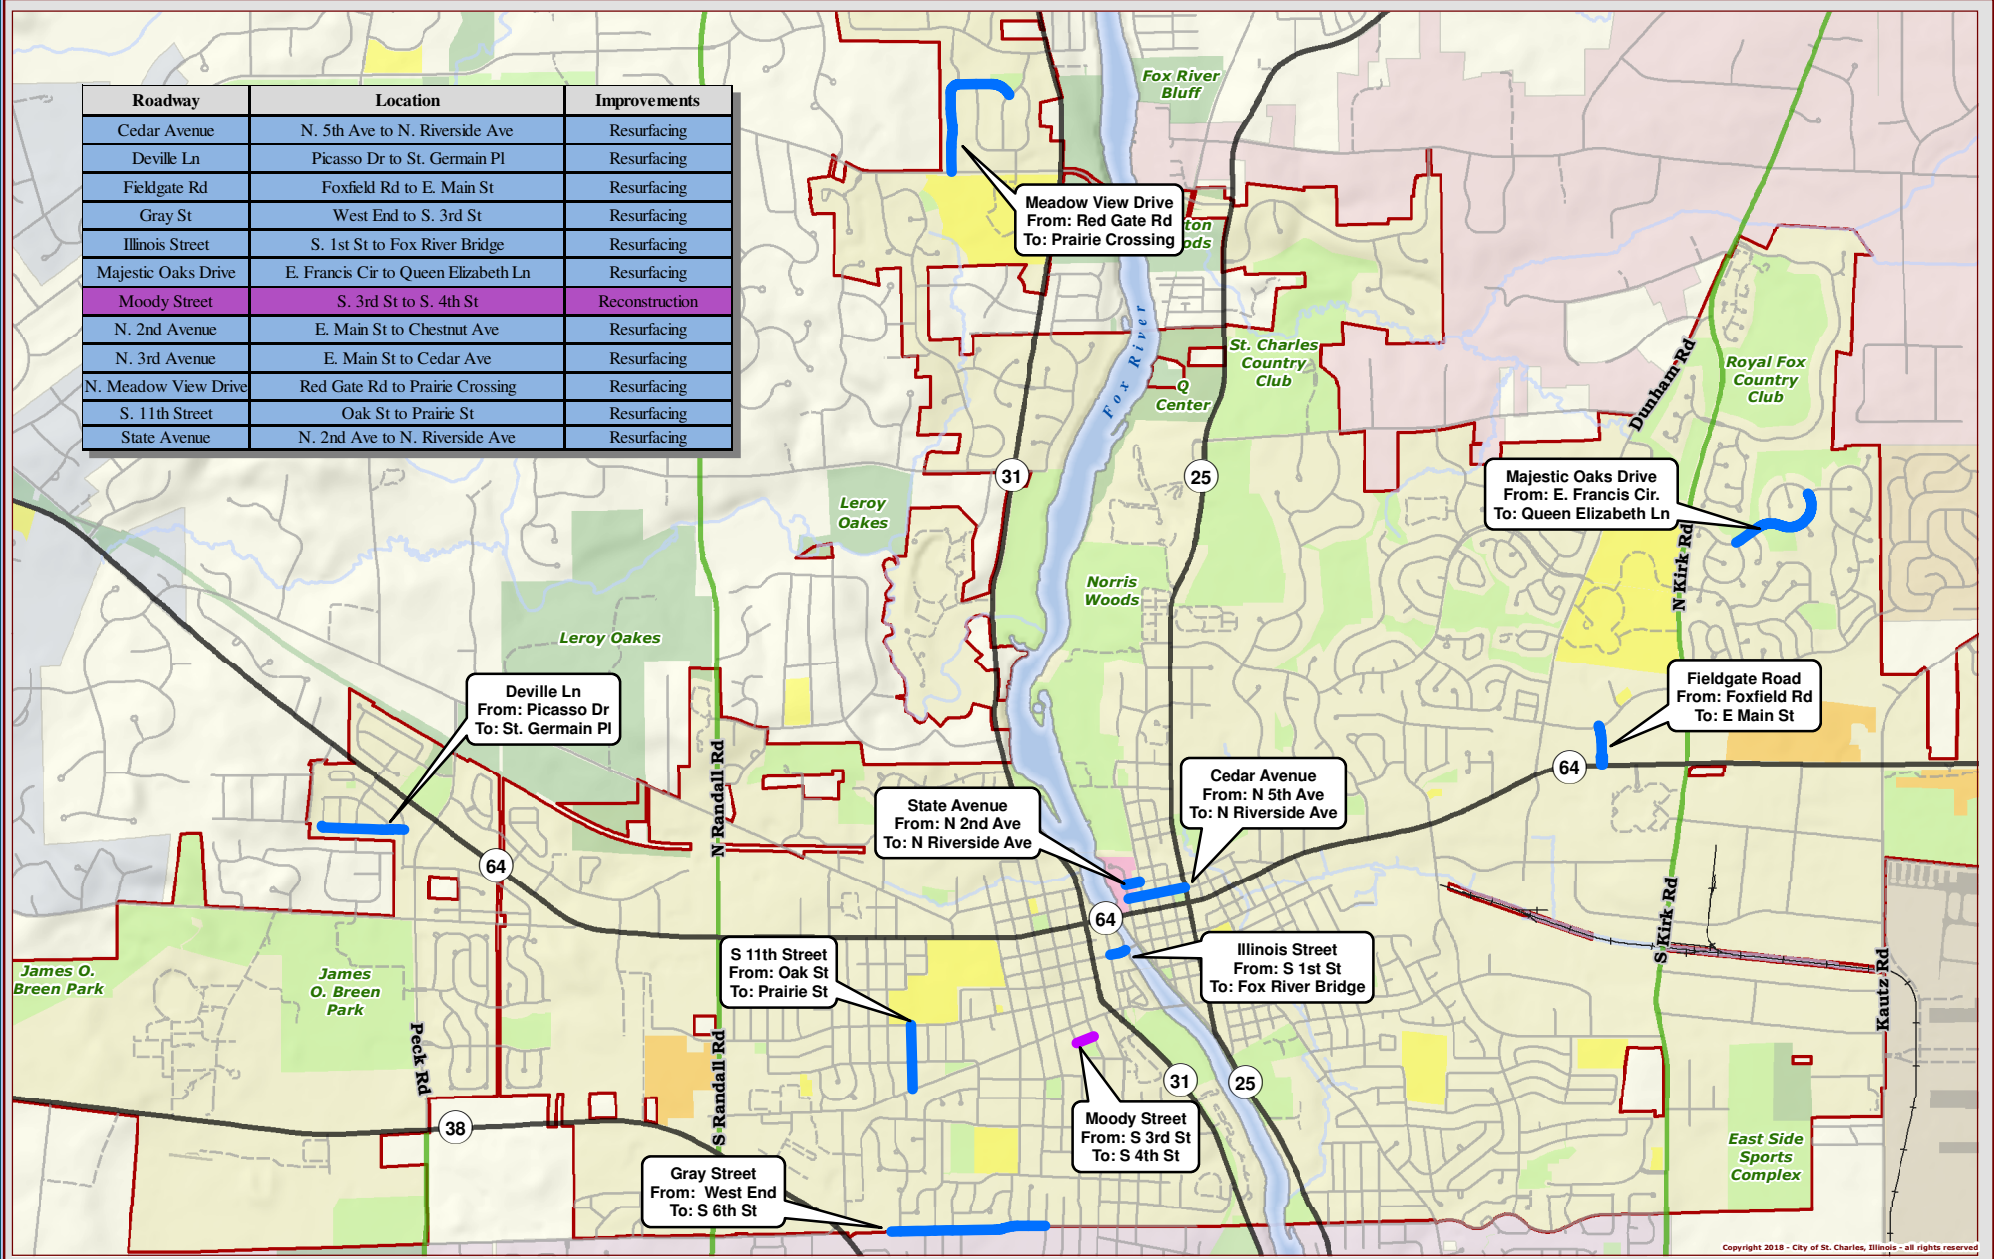 Roadway Location Improvements
Cedar Avenue N. 5th Ave to N. Riverside Ave Resurfacing
Deville Ln Picasso Dr to St. Germain Pl Resurfacing
Fieldgate Rd Foxfield Rd to E. Main St Resurfacing
Gray St West End to S. 3rd St Resurfacing
Illinois Street S. 1st St to Fox River Bridge Resurfacing
Majestic Oaks Drive E. Francis Cir to Queen Elizabeth Ln Resurfacing
Moody Street S. 3rd St to S. 4th St Reconstruction
N. 2nd Avenue E. Main St to Chestnut Ave Resurfacing
N. 3rd Avenue E. Main St to Cedar Ave Resurfacing
N. Meadow View Drive Red Gate Rd to Prairie Crossing Resurfacing
S. 11th Street Oak St to Prairie St Resurfacing
State Avenue N. 2nd Ave to N. Riverside Ave Resurfacing
Fox River
Bluff
Meadow View Drive
From: Red Gate Rd
To: Prairie Crossing
ton
ods
Fox River
St. Charles
Country
Club
Q
Center
Dunham Rd
Royal Fox
Country
Club
31
25
Majestic Oaks Drive
From: E. Francis Cir.
To: Queen Elizabeth Ln
Leroy
Oakes
N Kirk Rd
Norris
Woods
Leroy Oakes
Deville Ln
From: Picasso Dr
To: St. Germain Pl
Fieldgate Road
From: Foxfield Rd
To: E Main St
N Randall Rd
64
Cedar Avenue
From: N 5th Ave
To: N Riverside Ave
State Avenue
From: N 2nd Ave
To: N Riverside Ave
64
64
S Kirk Rd
S 11th Street
From: Oak St
To: Prairie St
Illinois Street
From: S 1st St
To: Fox River Bridge
James O.
Breen Park
James
O. Breen
Park
Kautz Rd
Peck Rd
S Randall Rd
31
25
38
Moody Street
From: S 3rd St
To: S 4th St
East Side
Sports
Complex
Gray Street
From: West End
To: S 6th St
Copyright 2018 - City of St. Charles, Illinois - all rights reserved